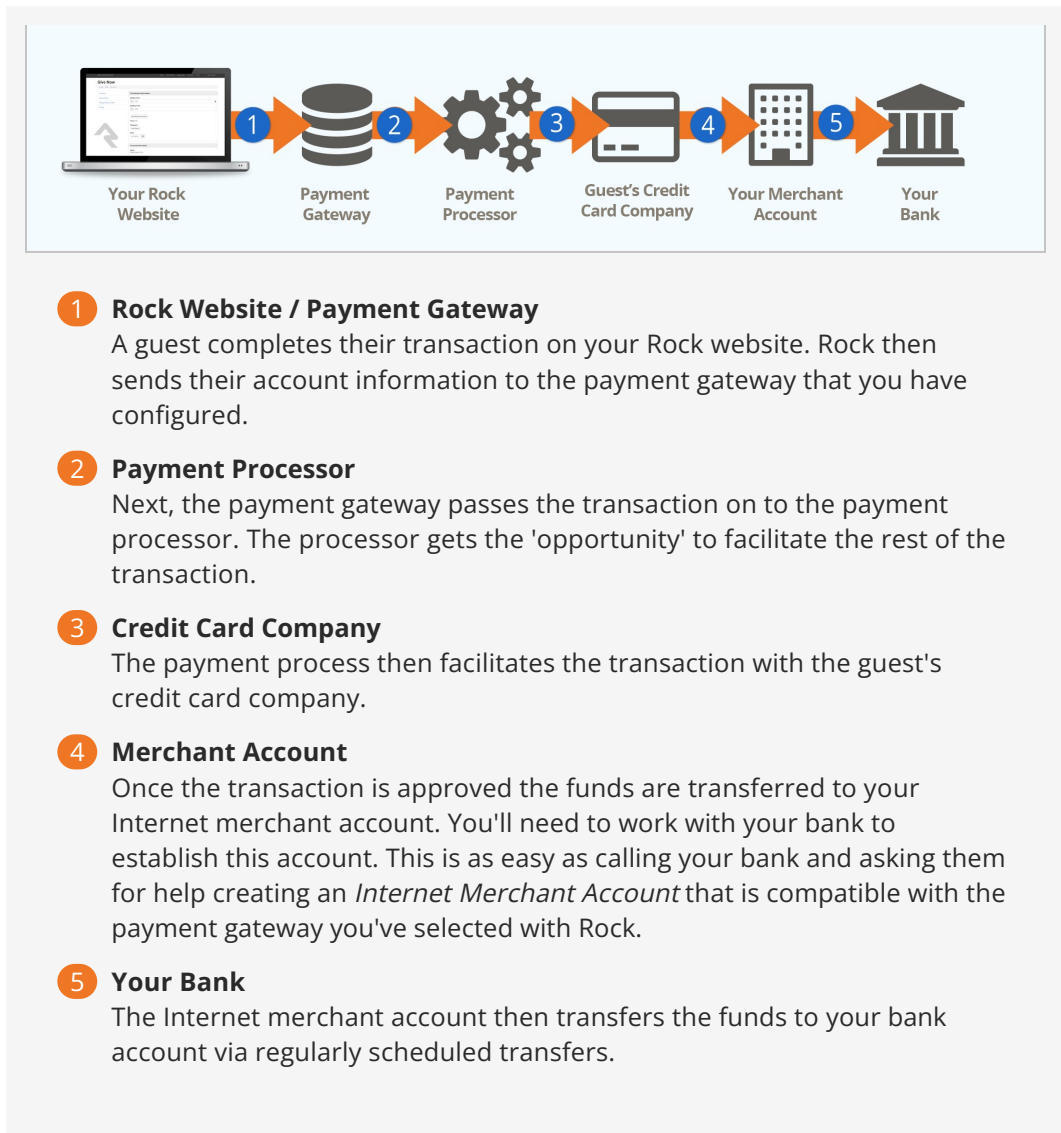 Give Now
1
2
3
4
5
Your Rock
Website
Payment
Gateway
Payment
Processor
Guest's Credit
Card Company
Your Merchant
Account
Your
Bank
1 Rock Website / Payment Gateway
A guest completes their transaction on your Rock website. Rock then
sends their account information to the payment gateway that you have
configured.
2 Payment Processor
Next, the payment gateway passes the transaction on to the payment
processor. The processor gets the 'opportunity' to facilitate the rest of the
transaction.
3 Credit Card Company
The payment process then facilitates the transaction with the guest's
credit card company.
4 Merchant Account
Once the transaction is approved the funds are transferred to your
Internet merchant account. You'll need to work with your bank to
establish this account. This is as easy as calling your bank and asking them
for help creating an Internet Merchant Account that is compatible with the
payment gateway you've selected with Rock.
5 Your Bank
The Internet merchant account then transfers the funds to your bank
account via regularly scheduled transfers.